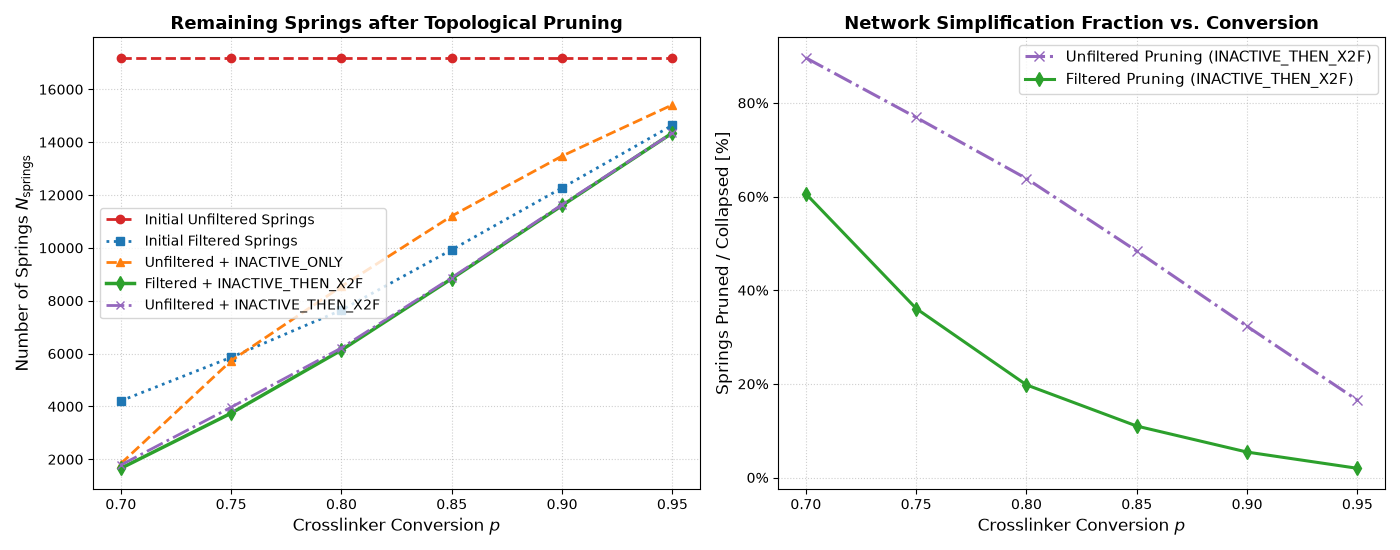 Remaining Springs after Topological Pruning
Number of Springs N_springs
16000
14000
12000
10000
8000
6000
4000
2000
Initial Unfiltered Springs
Initial Filtered Springs
Unfiltered + INACTIVE_ONLY
Filtered + INACTIVE_THEN_X2F
Unfiltered + INACTIVE_THEN_X2F
0.70 0.75 0.80 0.85 0.90 0.95
Crosslinker Conversion p
Network Simplification Fraction vs. Conversion
Springs Pruned / Collapsed [%]
80%
60%
40%
20%
0%
Unfiltered Pruning (INACTIVE_THEN_X2F)
Filtered Pruning (INACTIVE_THEN_X2F)
0.70 0.75 0.80 0.85 0.90 0.95
Crosslinker Conversion p